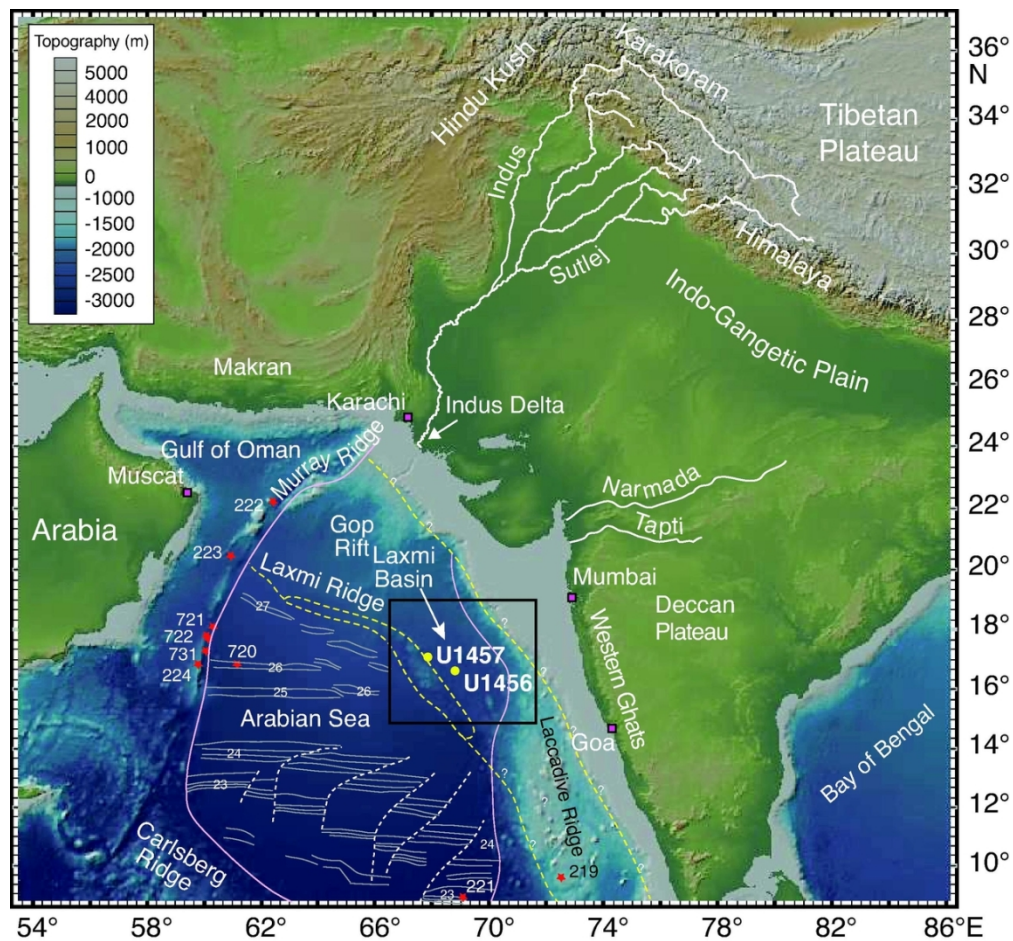 Topography (m)
5000
4000
2000
1000
0
-1000
-1500
-2000
-2500
-3000
Hindu Kush
Karakoram
Tibetan
Plateau
Indus
Himalaya
Sutlej
Indo-Gangetic Plain
Makran
Karachi
Indus Delta
Gulf of Oman
Murray Ridge
Muscat
222
Narmada
Arabia
Gop
Rift
Tapti
223
Laxmi
Basin
Laxmi Ridge
Mumbai
27
Deccan
Plateau
721
722
731
720
224
26
U1457
U1456
Western Ghats
25
26
Arabian Sea
Goa
Laccadive Ridge
24
23
Bay of Bengal
Carlsberg
Ridge
24
219
23
221
36°
N
34°
32°
30°
28°
26°
24°
22°
20°
18°
16°
14°
12°
10°
54 58 62 66 70 74 78 82 86°E